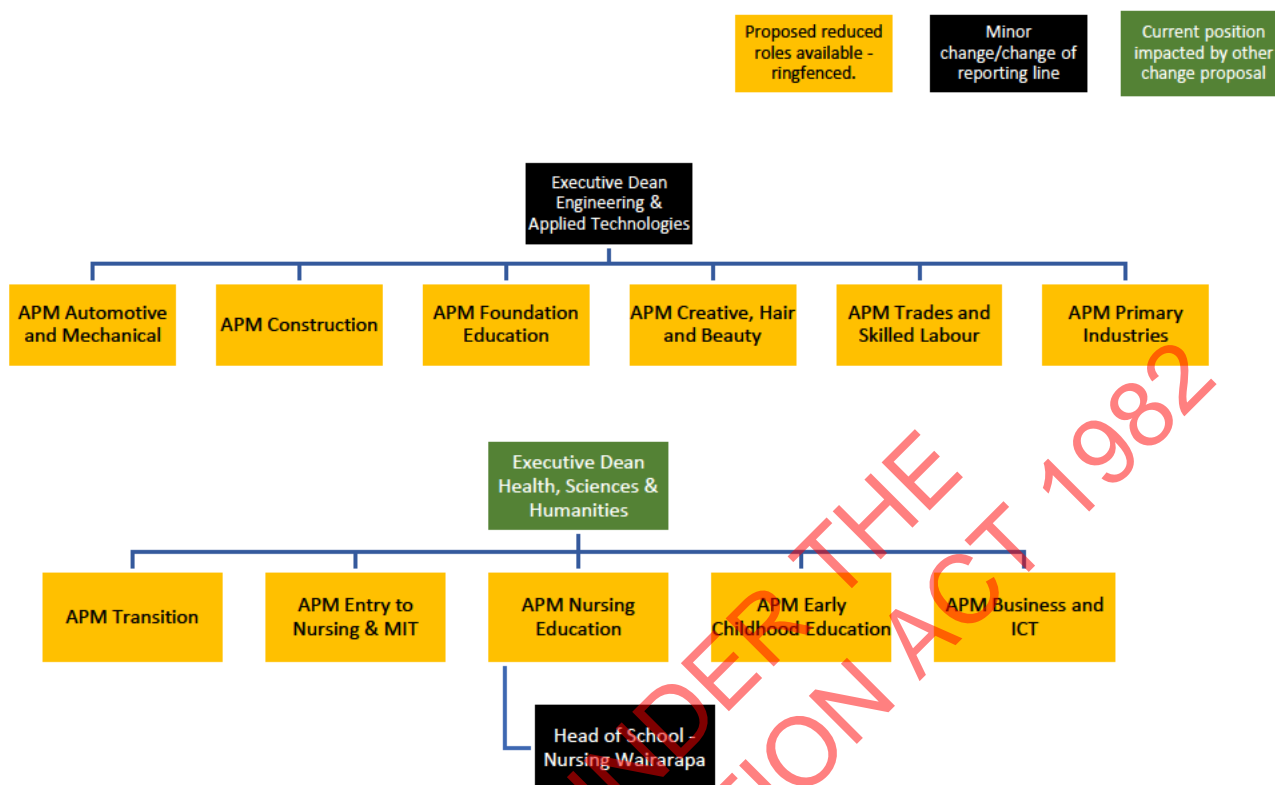 Proposed reduced
roles available -
ringfenced.
Minor
change/change of
reporting line
Current position
impacted by other
change proposal
Executive Dean
Engineering &
Applied Technologies
APM Automotive
and Mechanical
APM Construction
APM Foundation
Education
APM Creative, Hair
and Beauty
APM Trades and
Skilled Labour
APM Primary
Industries
Executive Dean
Health, Sciences &
Humanities
APM Transition
APM Entry to
Nursing & MIT
APM Nursing
Education
APM Early
Childhood Education
APM Business and
ICT
Head of School -
Nursing Wairarapa
UNDER THE
TION ACT 1982